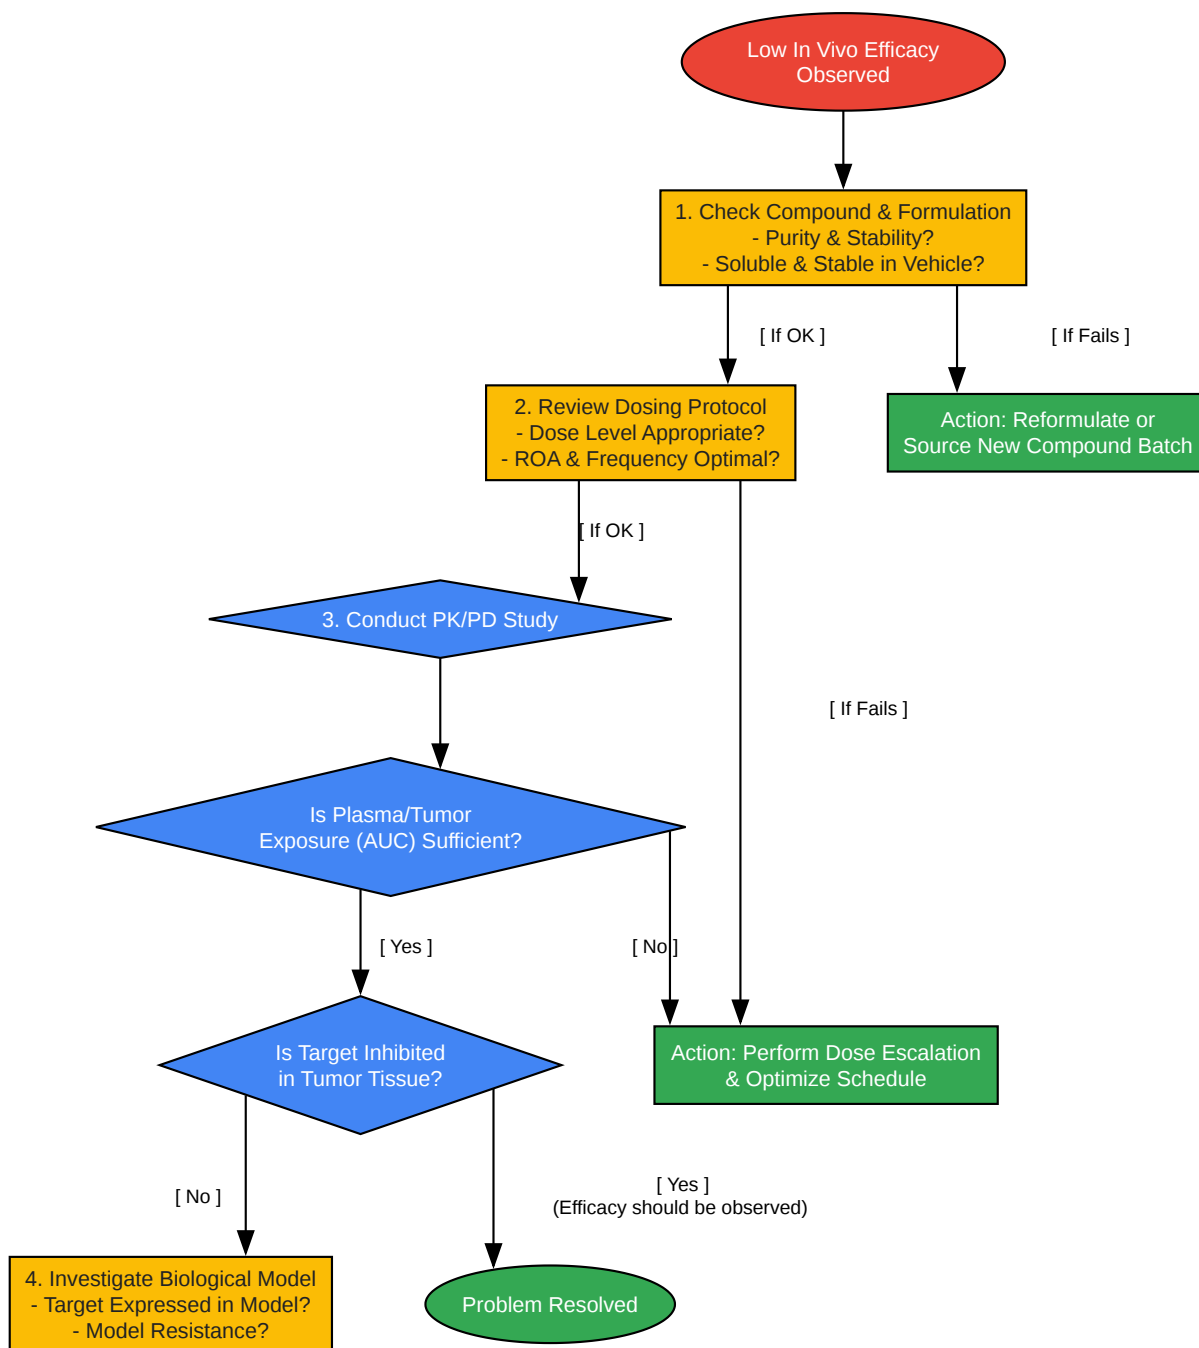 Low In Vivo Efficacy
Observed
1. Check Compound & Formulation
- Purity & Stability?
- Soluble & Stable in Vehicle?
[ If OK ]
[ If Fails ]
2. Review Dosing Protocol
- Dose Level Appropriate?
- ROA & Frequency Optimal?
Action: Reformulate or
Source New Compound Batch
[ If OK ]
3. Conduct PK/PD Study
[ If Fails ]
Is Plasma/Tumor
Exposure (AUC) Sufficient?
[ Yes ]
[ No ]
Is Target Inhibited
in Tumor Tissue?
Action: Perform Dose Escalation
& Optimize Schedule
[ No ]
[ Yes ]
(Efficacy should be observed)
4. Investigate Biological Model
- Target Expressed in Model?
- Model Resistance?
Problem Resolved